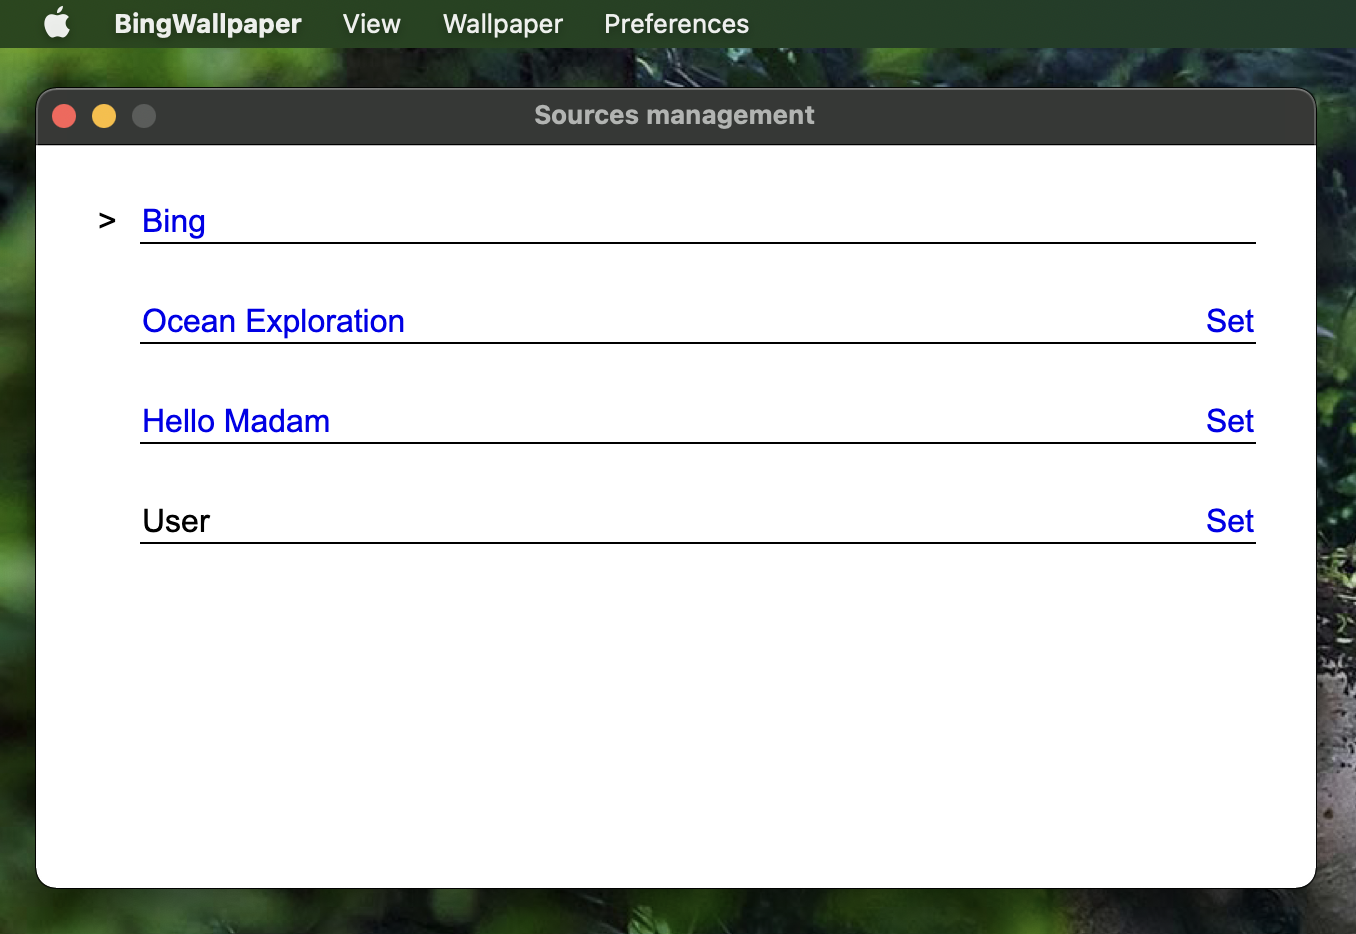 BingWallpaper View Wallpaper Preferences
Sources management
> Bing
Ocean Exploration Set
Hello Madam Set
User Set